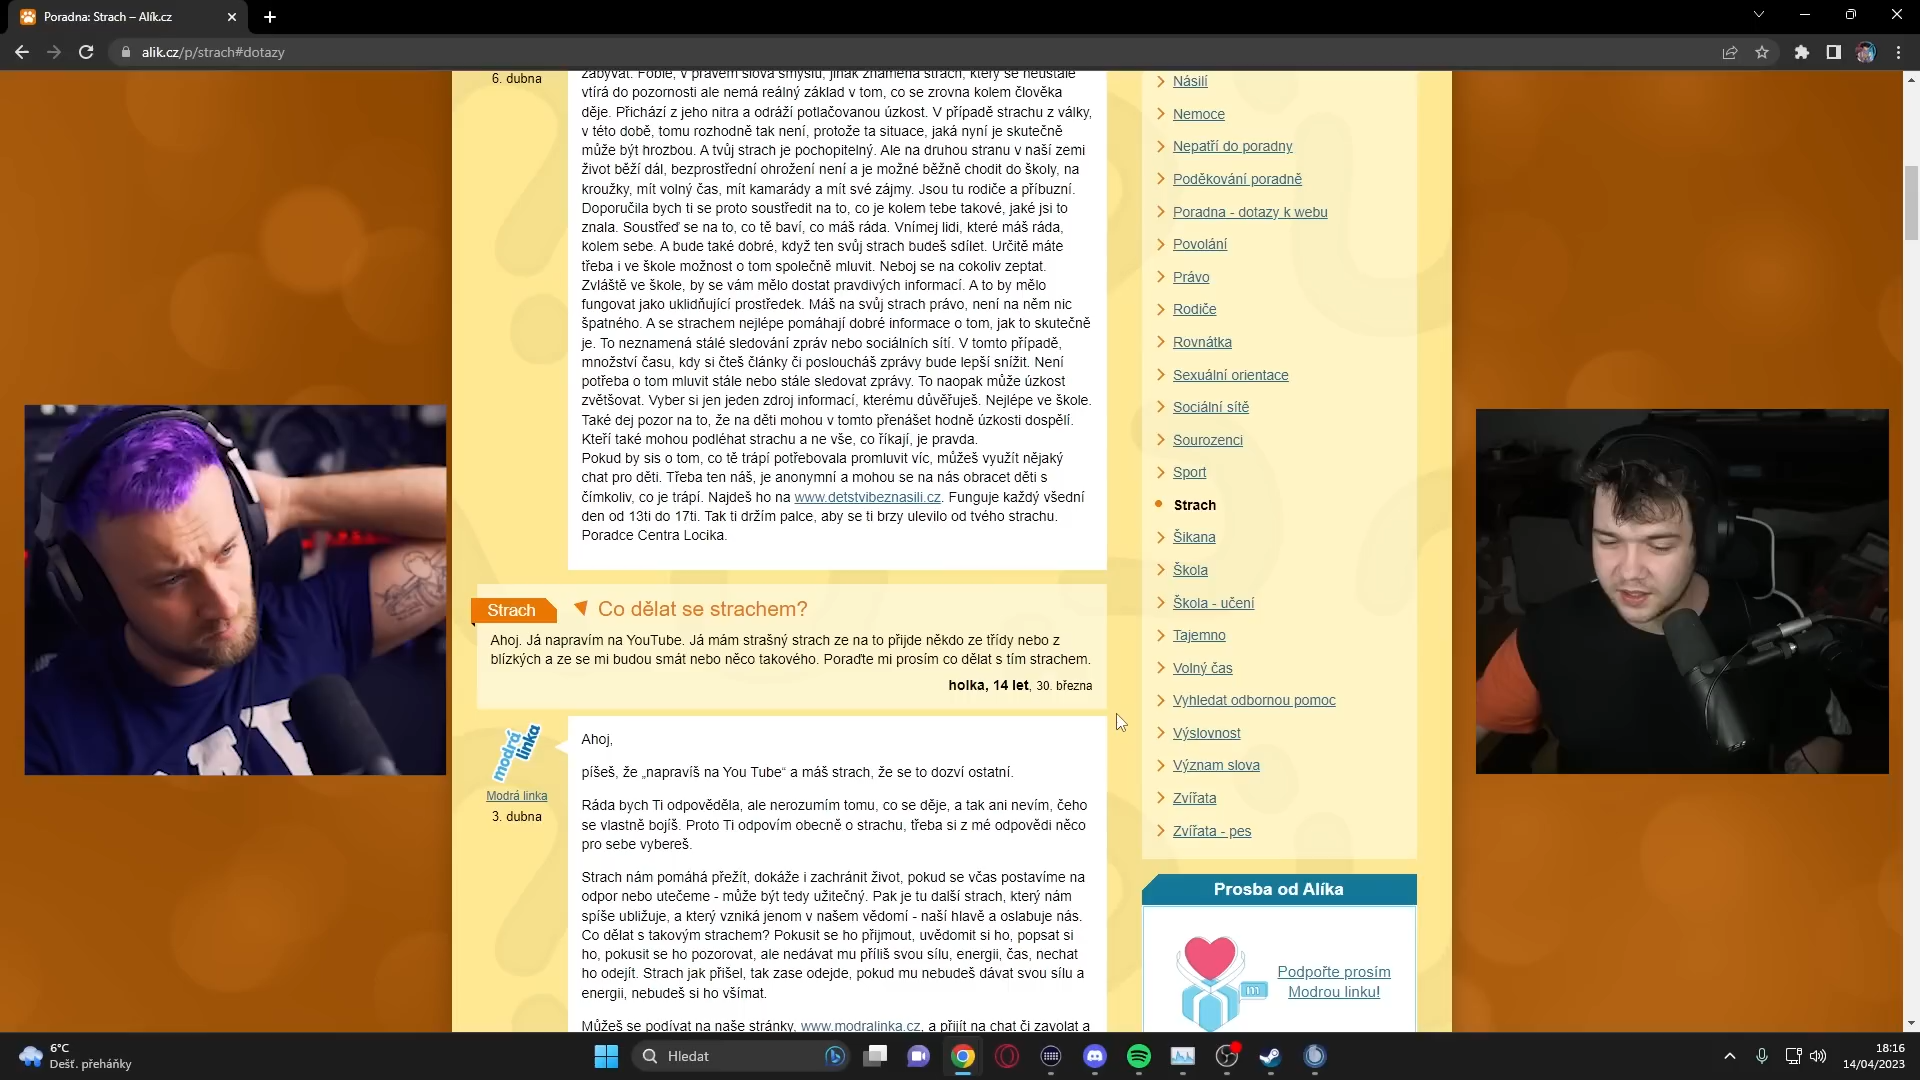 Poradna: Strach – Alík.cz
alik.cz/p/strach#dotazy
6. dubna
zabývat. Fobie, v pravém slova smyslu, jinak znamená strach, který se neustále
vtírá do pozornosti ale nemá reálný základ v tom, co se zrovna kolem člověka
děje. Přichází z jeho nitra a odráží potlačovanou úzkost. V případě strachu z války,
v této době, tomu rozhodně tak není, protože ta situace, jaká nyní je skutečně
může být hrozbou. A tvůj strach je pochopitelný. Ale na druhou stranu v naší zemi
život běží dál, bezprostřední ohrožení není a je možné běžně chodit do školy, na
kroužky, mít volný čas, mít kamarády a mít své zájmy. Jsou tu rodiče a příbuzní.
Doporučila bych ti se proto soustředit na to, co je kolem tebe takové, jaké jsi to
znala. Soustřeď se na to, co tě baví, co máš ráda. Vnímej lidi, které máš ráda,
kolem sebe. A bude také dobré, když ten svůj strach budeš sdílet. Určitě máte
třeba i ve škole možnost o tom společně mluvit. Neboj se na cokoliv zeptat.
Zvláště ve škole, by se vám mělo dostat pravdivých informací. A to by mělo
fungovat jako uklidňující prostředek. Máš na svůj strach právo, není na něm nic
špatného. A se strachem nejlépe pomáhají dobré informace o tom, jak to skutečně
je. To neznamená stálé sledování zpráv nebo sociálních sítí. V tomto případě,
množství času, kdy si čteš články či posloucháš zprávy bude lepší snížit. Není
potřeba o tom mluvit stále nebo stále sledovat zprávy. To naopak může úzkost
zvětšovat. Vyber si jen jeden zdroj informací, kterému důvěřuješ. Nejlépe ve škole.
Také dej pozor na to, že na děti mohou v tomto přenášet hodně úzkosti dospělí.
Kteří také mohou podléhat strachu a ne vše, co říkají, je pravda.
Pokud by sis o tom, co tě trápí potřebovala promluvit víc, můžeš využít nějaký
chat pro děti. Třeba ten náš, je anonymní a mohou se na nás obracet děti s
čímkoliv, co je trápí. Najdeš ho na www.detstvibeznasili.cz. Funguje každý všední
den od 13ti do 17ti. Tak ti držím palce, aby se ti brzy ulevilo od tvého strachu.
Poradce Centra Locika.
Strach
Co dělat se strachem?
Ahoj. Já napravím na YouTube. Já mám strašný strach ze na to přijde někdo ze třídy nebo z
blízkých a ze se mi budou smát nebo něco takového. Poraďte mi prosím co dělat s tím strachem.
holka, 14 let, 30. března
modrá
linka
Modrá linka
3. dubna
Ahoj,
píšeš, že „napravíš na You Tube“ a máš strach, že se to dozví ostatní.
Ráda bych Ti odpověděla, ale nerozumím tomu, co se děje, a tak ani nevím, čeho
se vlastně bojíš. Proto Ti odpovím obecně o strachu, třeba si z mé odpovědi něco
pro sebe vybereš.
Strach nám pomáhá přežít, dokáže i zachránit život, pokud se včas postavíme na
odpor nebo utečeme - může být tedy užitečný. Pak je tu další strach, který nám
spíše ubližuje, a který vzniká jenom v našem vědomí - naší hlavě a oslabuje nás.
Co dělat s takovým strachem? Pokusit se ho přijmout, uvědomit si ho, popsat si
ho, pokusit se ho pozorovat, ale nedávat mu příliš svou sílu, energii, čas, nechat
ho odejít. Strach jak přišel, tak zase odejde, pokud mu nebudeš dávat svou sílu a
energii, nebudeš si ho všímat.
Můžeš se podívat na naše stránky, www.modralinka.cz, a přijít na chat či zavolat a
Násilí
Nemoce
Nepatří do poradny
Poděkování poradně
Poradna - dotazy k webu
Povolání
Právo
Rodiče
Rovnátka
Sexuální orientace
Sociální sítě
Sourozenci
Sport
Strach
Šikana
Škola
Škola - učení
Tajemno
Volný čas
Vyhledat odbornou pomoc
Výslovnost
Význam slova
Zvířata
Zvířata - pes
Prosba od Alíka
m
Podpořte prosím
Modrou linku!
6°C
Dešť. přeháňky
Hledat
18:16
14/04/2023